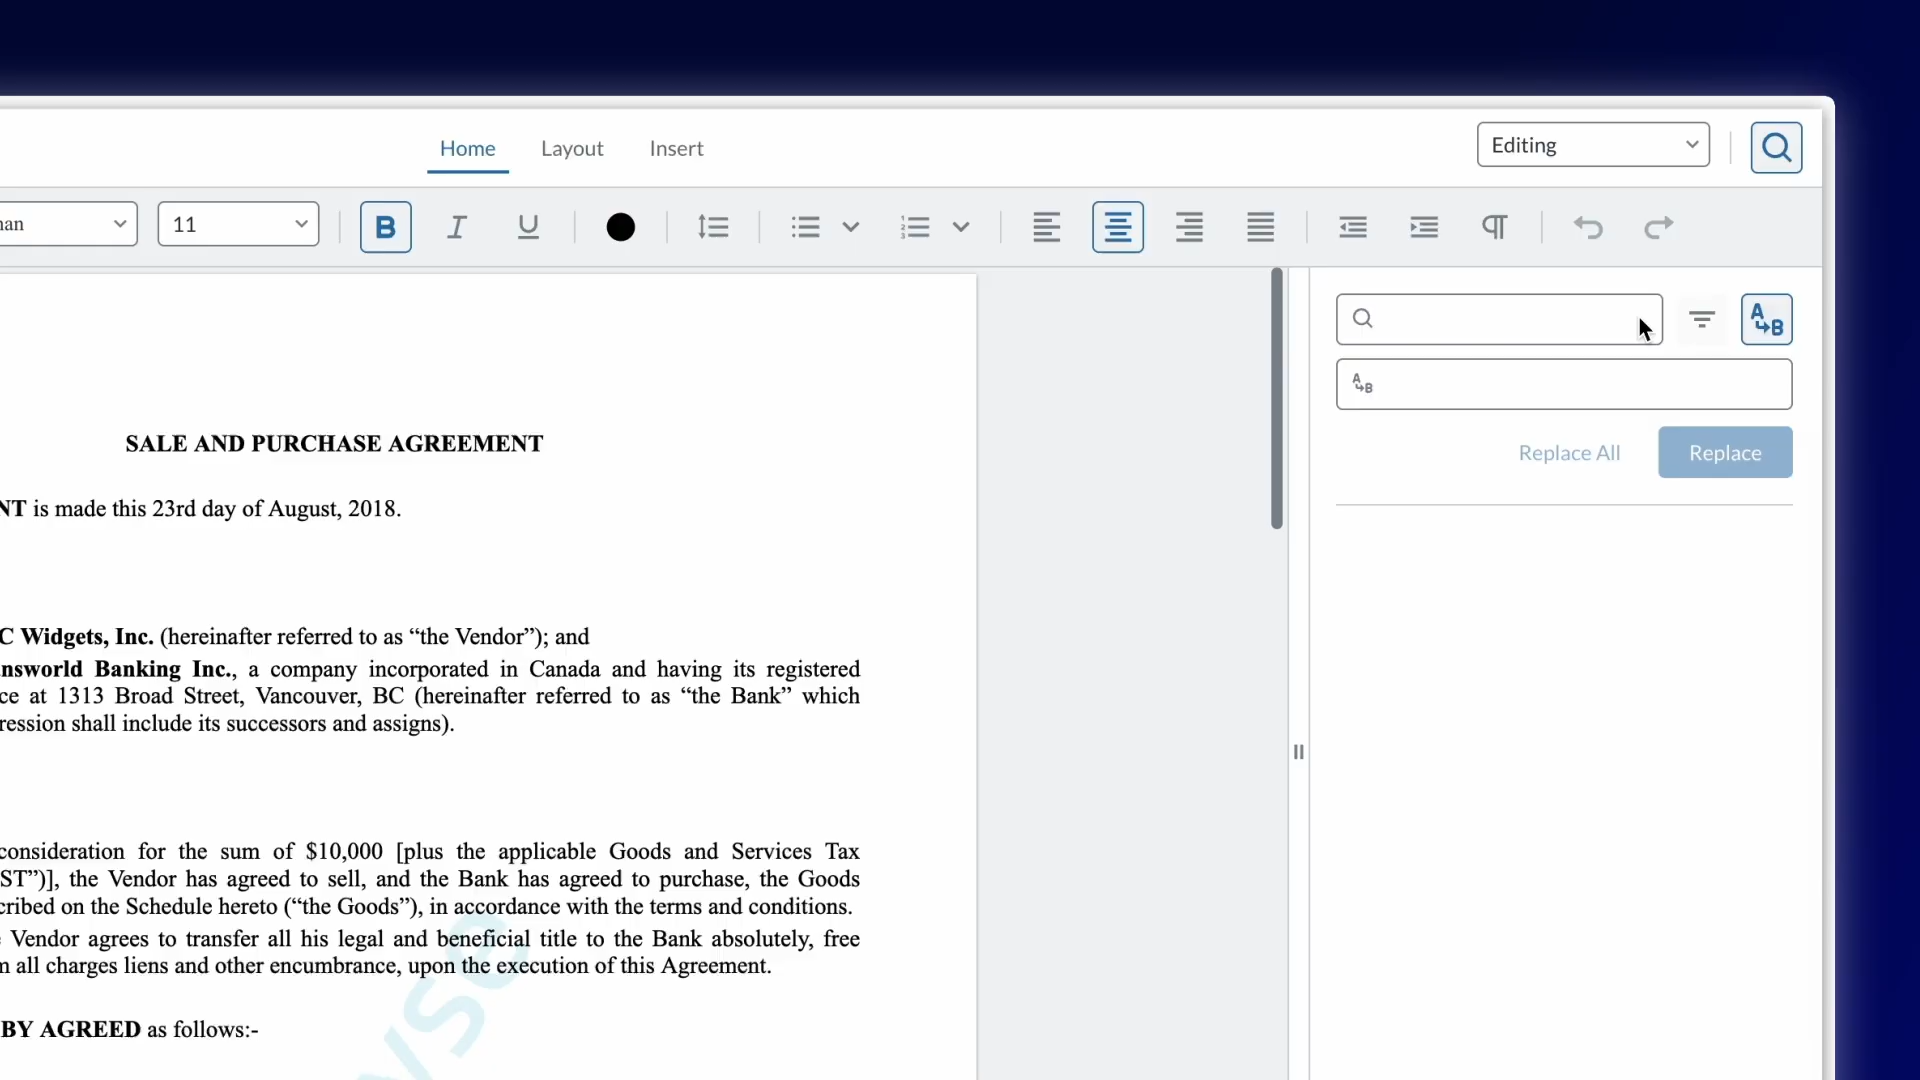 Home Layout Insert Editing
11 B I U
A B
A B
Replace All Replace
SALE AND PURCHASE AGREEMENT
is made this 23rd day of August, 2018.
Widgets, Inc. (hereinafter referred to as “the Vendor”); and
Banking Inc., a company incorporated in Canada and having its registered
at 1313 Broad Street, Vancouver, BC (hereinafter referred to as “the Bank” which
shall include its successors and assigns).
consideration for the sum of $10,000 [plus the applicable Goods and Services Tax
ST”)], the Vendor has agreed to sell, and the Bank has agreed to purchase, the Goods
cribed on the Schedule hereto (“the Goods”), in accordance with the terms and conditions.
Vendor agrees to transfer all his legal and beneficial title to the Bank absolutely, free
all charges liens and other encumbrance, upon the execution of this Agreement.
BY AGREED as follows:-